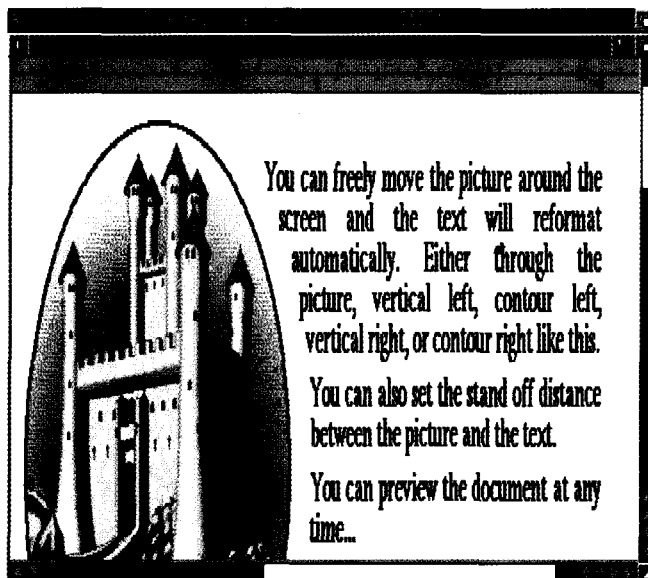 You can freely move the picture around the
screen and the text will reformat
automatically. Either through the
picture, vertical left, contour left,
vertical right, or contour right like this.
You can also set the stand off distance
between the picture and the text.
You can preview the document at any
time...